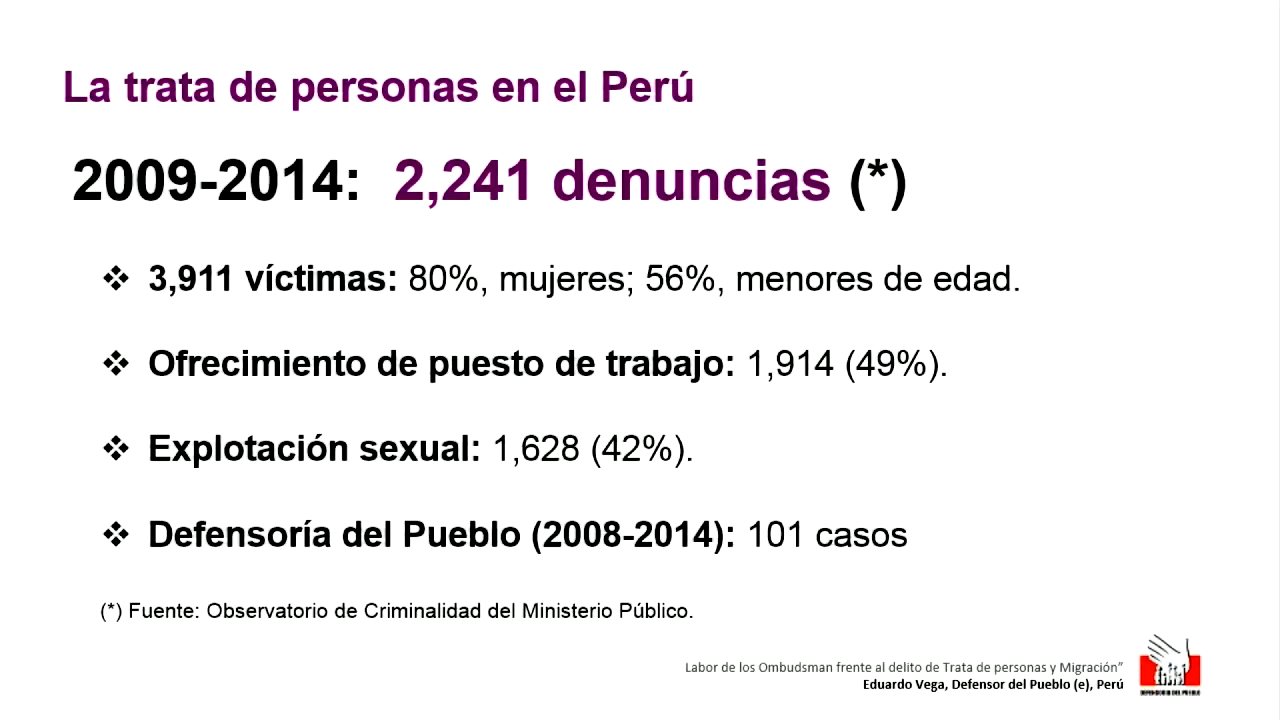 La trata de personas en el Perú
2009-2014: 2,241 denuncias (*)
❖ 3,911 víctimas: 80%, mujeres; 56%, menores de edad.
❖ Ofrecimiento de puesto de trabajo: 1,914 (49%).
❖ Explotación sexual: 1,628 (42%).
❖ Defensoría del Pueblo (2008-2014): 101 casos
(*) Fuente: Observatorio de Criminalidad del Ministerio Público.
Labor de los Ombudsman frente al delito de Trata de personas y Migración”
Eduardo Vega, Defensor del Pueblo (e), Perú
DEFENSORIA DEL PUEBLO